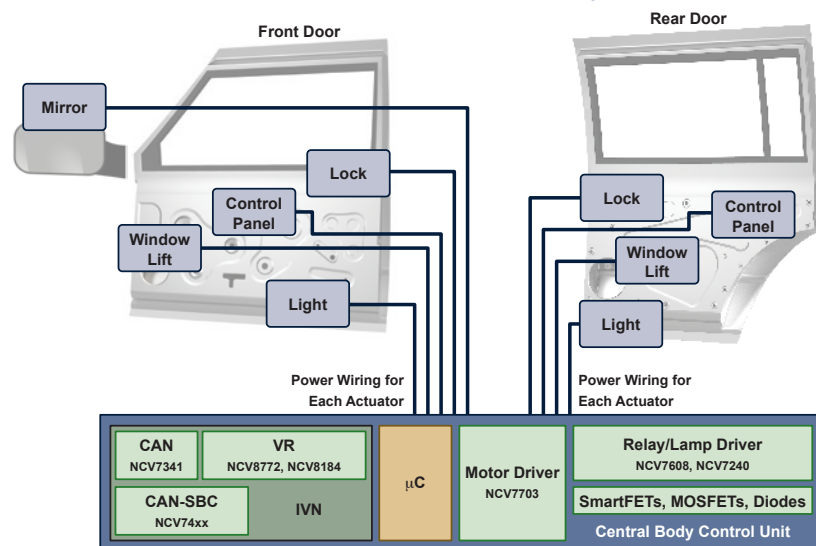 Front Door
Rear Door
Mirror
Lock
Control
Panel
Window
Lift
Light
Lock
Control
Panel
Window
Lift
Light
Power Wiring for
Each Actuator
Power Wiring for
Each Actuator
CAN
NCV7341
VR
NCV8772, NCV8184
CAN-SBC
NCV74xx
IVN
μC
Motor Driver
NCV7703
Relay/Lamp Driver
NCV7608, NCV7240
SmartFETs, MOSFETs, Diodes
Central Body Control Unit